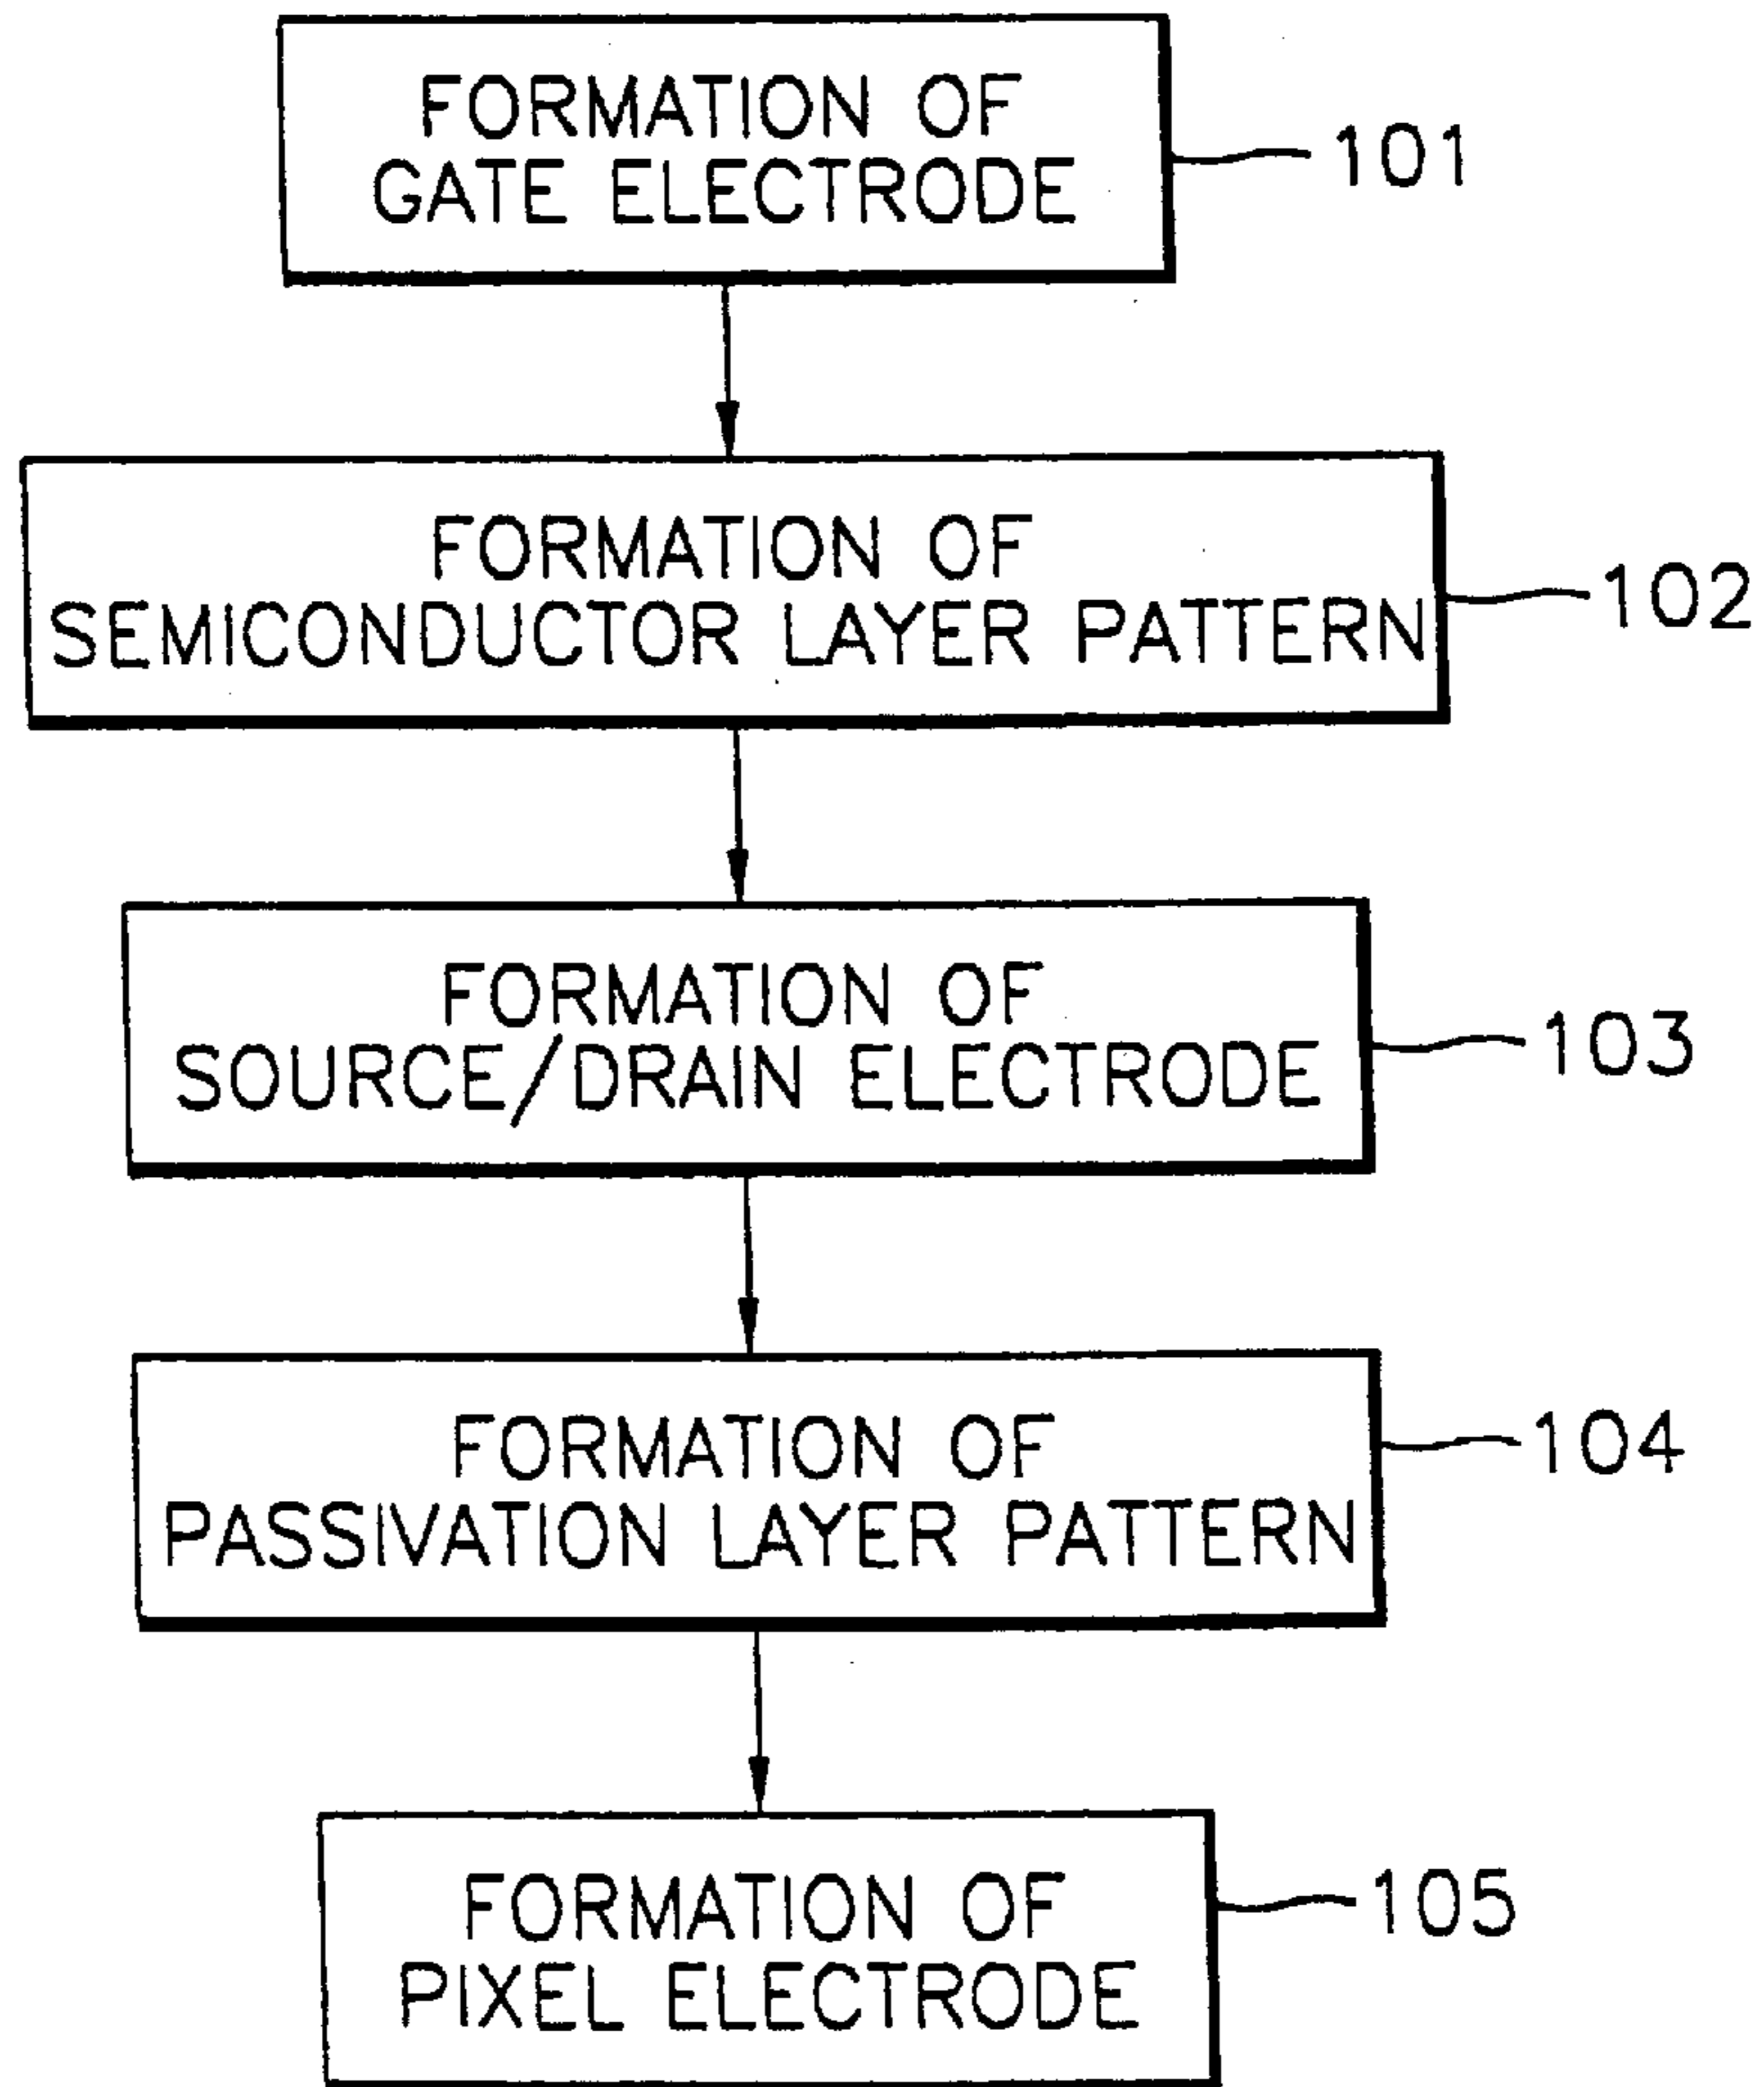 FORMATION OF
GATE ELECTRODE
101
FORMATION OF
SEMICONDUCTOR LAYER PATTERN
102
FORMATION OF
SOURCE/DRAIN ELECTRODE
103
FORMATION OF
PASSIVATION LAYER PATTERN
104
FORMATION OF
PIXEL ELECTRODE
105